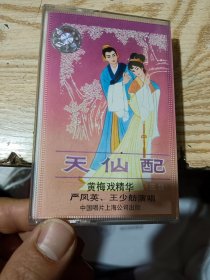 天仙配
黄梅戏精华
严凤英、王少舫演唱
中国唱片上海公司出版